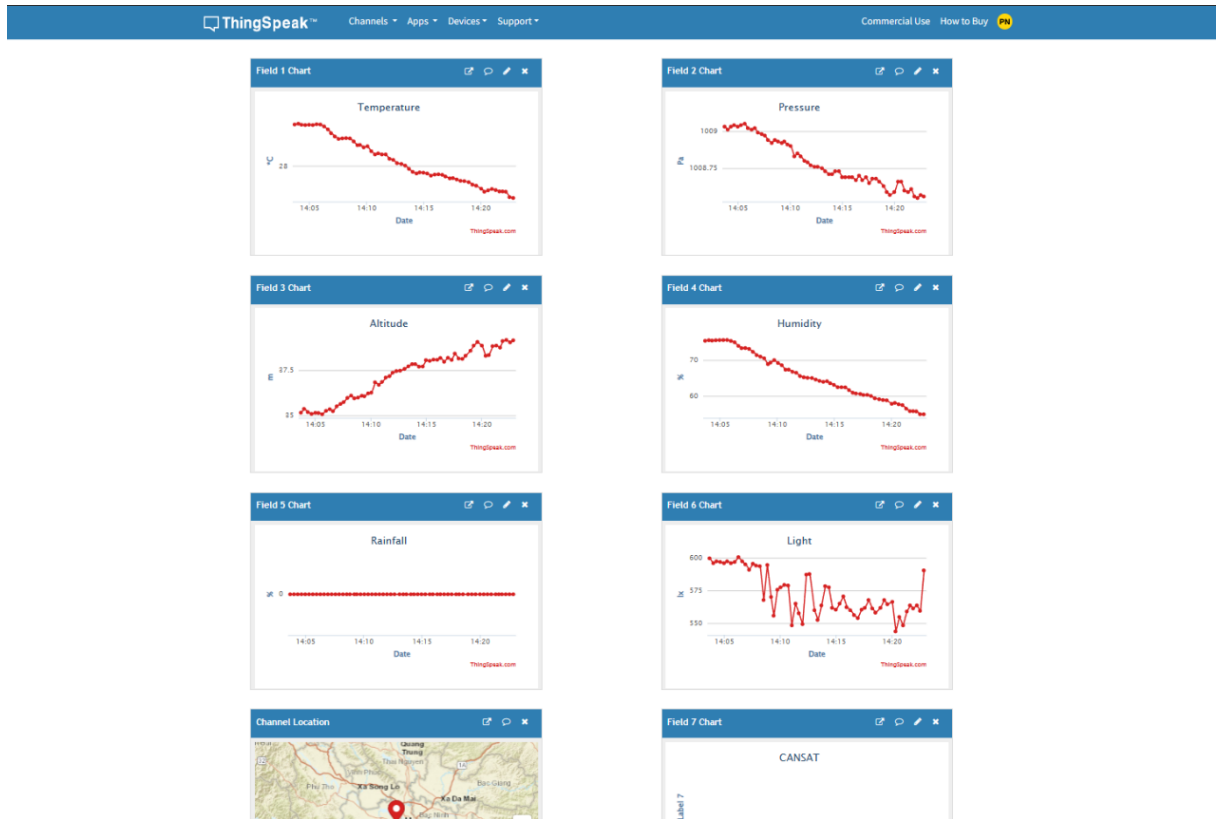 ThingSpeak™ Channels Apps Devices Support Commercial Use How to Buy PN
Field 1 Chart
Temperature
°C
28
14:05 14:10 14:15 14:20
Date
ThingSpeak.com
Field 2 Chart
Pressure
Pa
1009
1008.75
14:05 14:10 14:15 14:20
Date
ThingSpeak.com
Field 3 Chart
Altitude
m
37.5
35
14:05 14:10 14:15 14:20
Date
ThingSpeak.com
Field 4 Chart
Humidity
%
70
60
14:05 14:10 14:15 14:20
Date
ThingSpeak.com
Field 5 Chart
Rainfall
%
0
14:05 14:10 14:15 14:20
Date
ThingSpeak.com
Field 6 Chart
Light
lx
600
575
550
14:05 14:10 14:15 14:20
Date
ThingSpeak.com
Channel Location
Quang
Trung
Thai Nguyen
1A
Phu Tho
Xa Song Lo
Bac Giang
Xa Da Mai
Bac Ninh
Field 7 Chart
CANSAT
Label 7